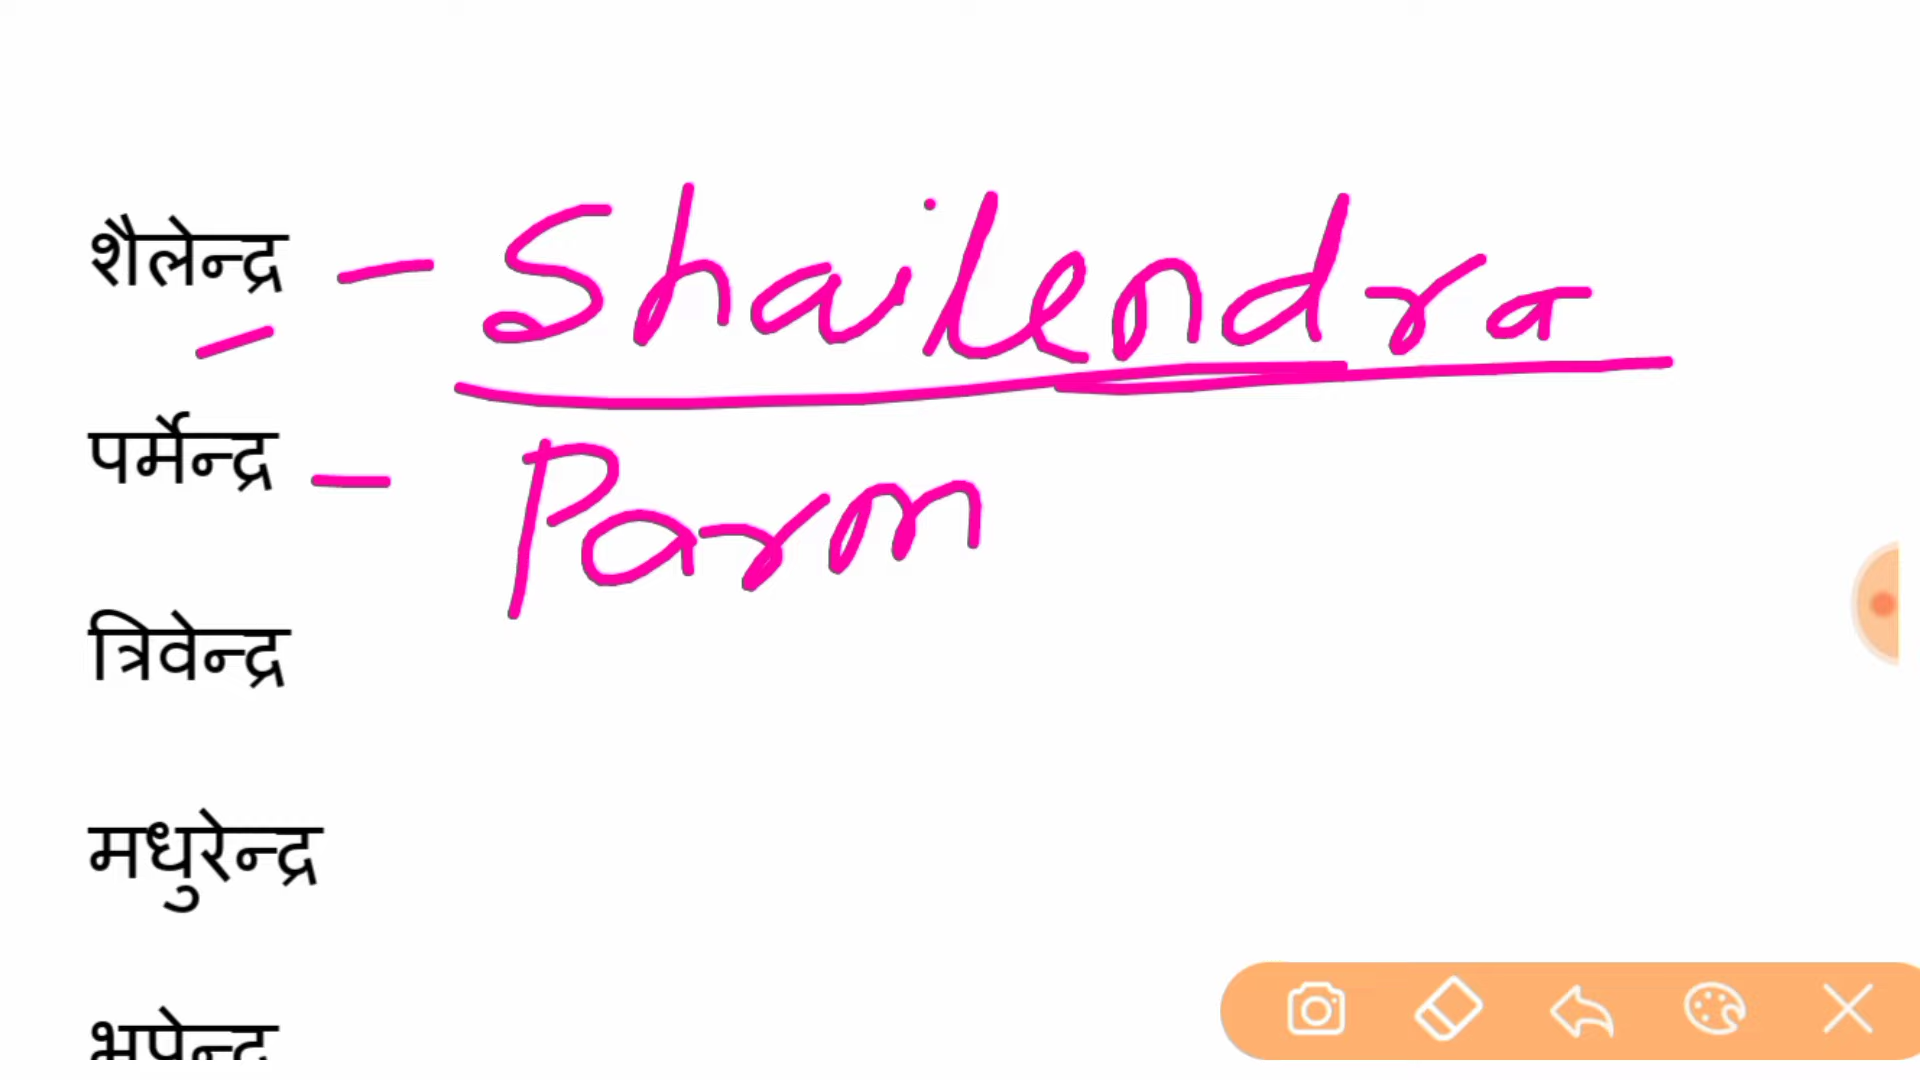 शैलेन्द्र - Shailendra
पर्मैन्द्र - Parm
त्रिवेन्द्र
मधुरेन्द्र